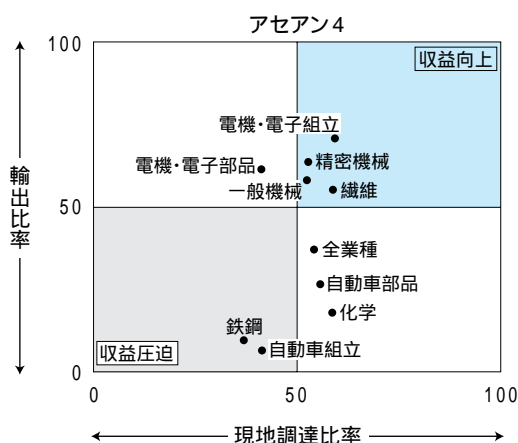 アセアン4
100
収益向上
電機・電子組立
電機・電子部品
精密機械
一般機械
繊維
輸出比率
50
全業種
自動車部品
化学
鉄鋼
自動車組立
収益圧迫
0
0
50
100
現地調達比率